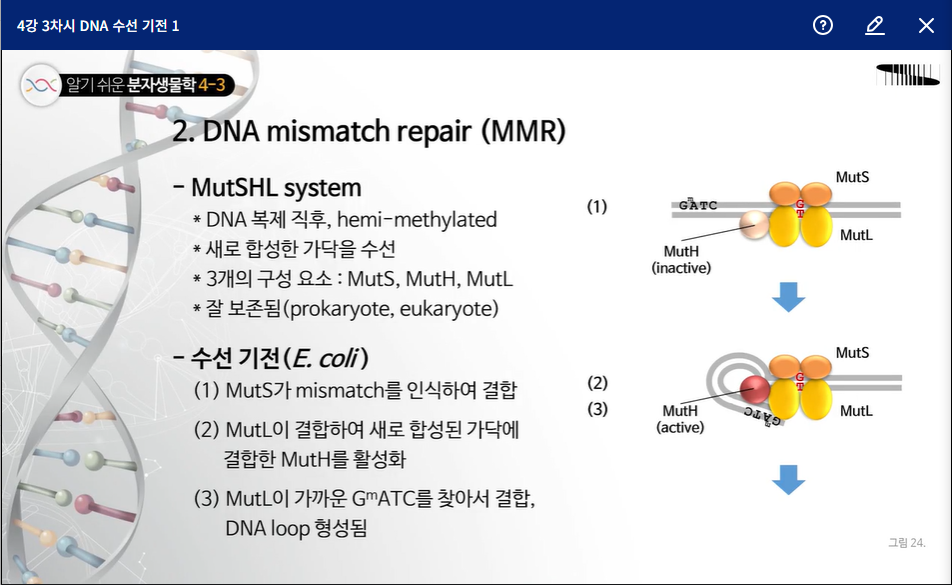 4강 3차시 DNA 수선 기전 1
알기 쉬운 분자생물학 4-3
2. DNA mismatch repair (MMR)
- MutSHL system
* DNA 복제 직후, hemi-methylated
* 새로 합성한 가닥을 수선
* 3개의 구성 요소 : MutS, MutH, MutL
* 잘 보존됨(prokaryote, eukaryote)
- 수선 기전(E. coli)
(1) MutS가 mismatch를 인식하여 결합
(2) MutL이 결합하여 새로 합성된 가닥에
결합한 MutH를 활성화
(3) MutL이 가까운 GᵐATC를 찾아서 결합,
DNA loop 형성됨
(1)
MutS
GᵐATC
G
T
MutL
MutH
(inactive)
(2)
(3)
MutS
G
T
MutL
MutH
(active)
GᵐATC
그림 24.